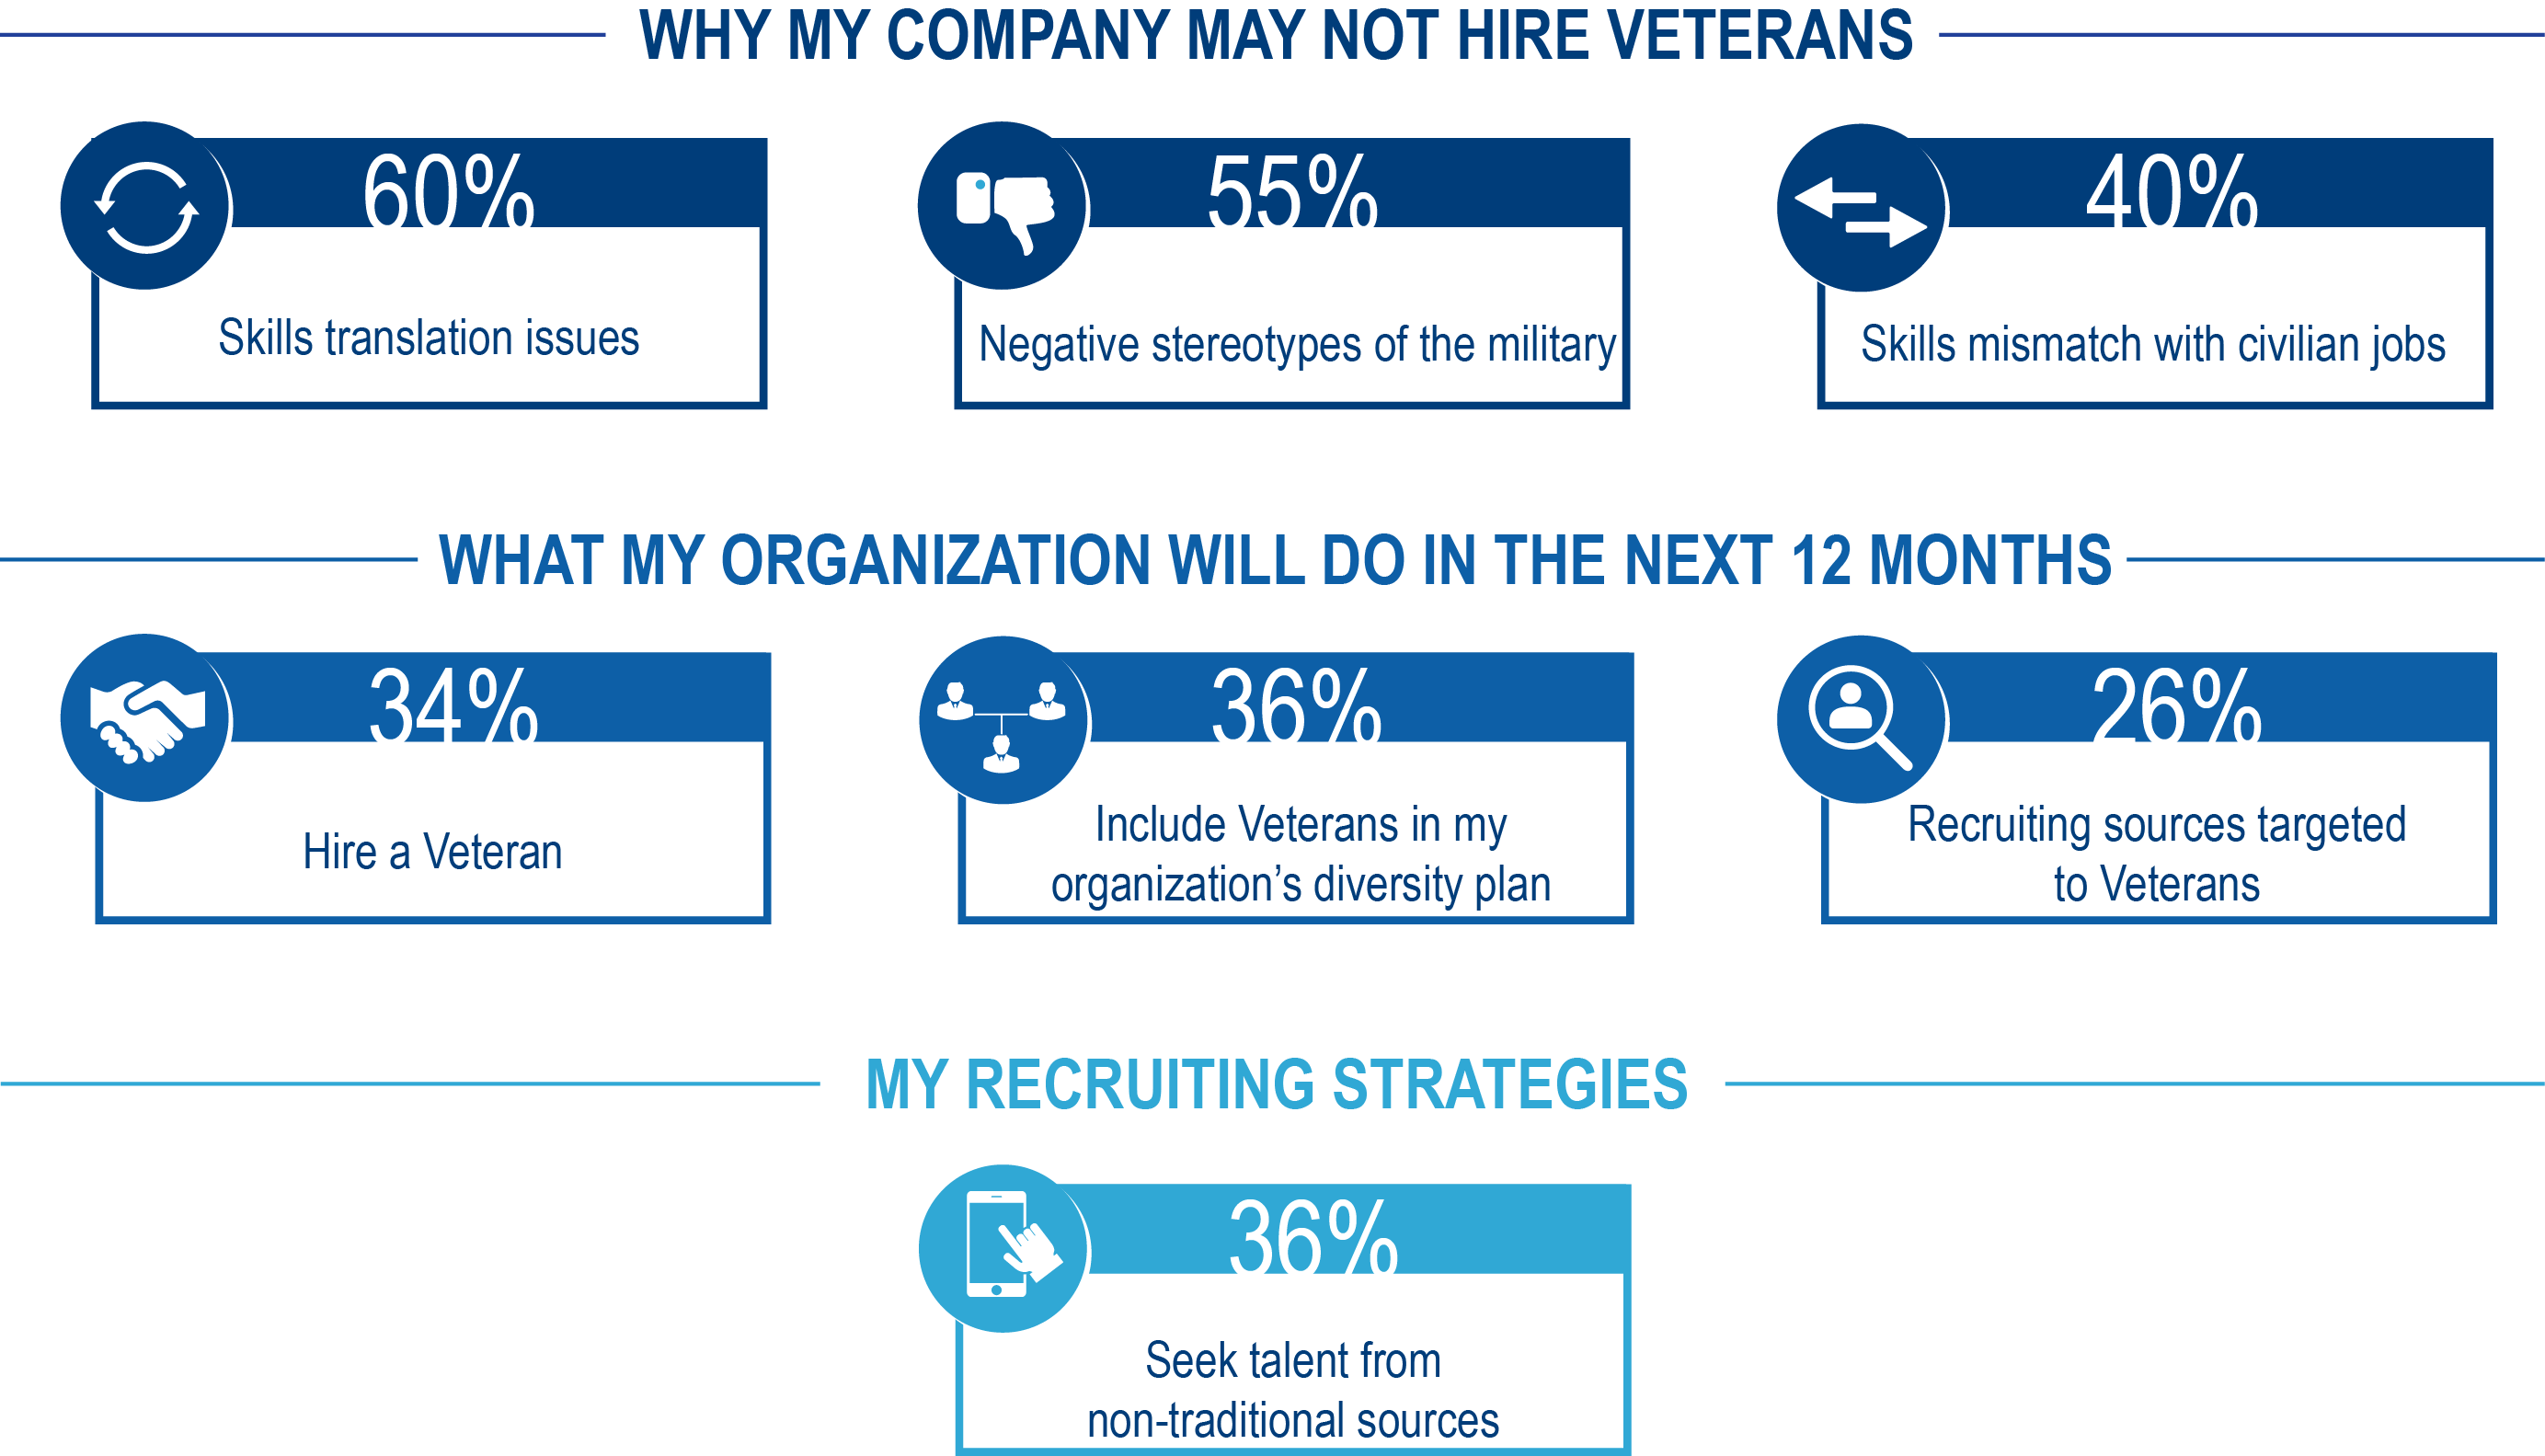 WHY MY COMPANY MAY NOT HIRE VETERANS
60%
Skills translation issues
55%
Negative stereotypes of the military
40%
Skills mismatch with civilian jobs
WHAT MY ORGANIZATION WILL DO IN THE NEXT 12 MONTHS
34%
Hire a Veteran
36%
Include Veterans in my
organization’s diversity plan
26%
Recruiting sources targeted
to Veterans
MY RECRUITING STRATEGIES
36%
Seek talent from
non-traditional sources